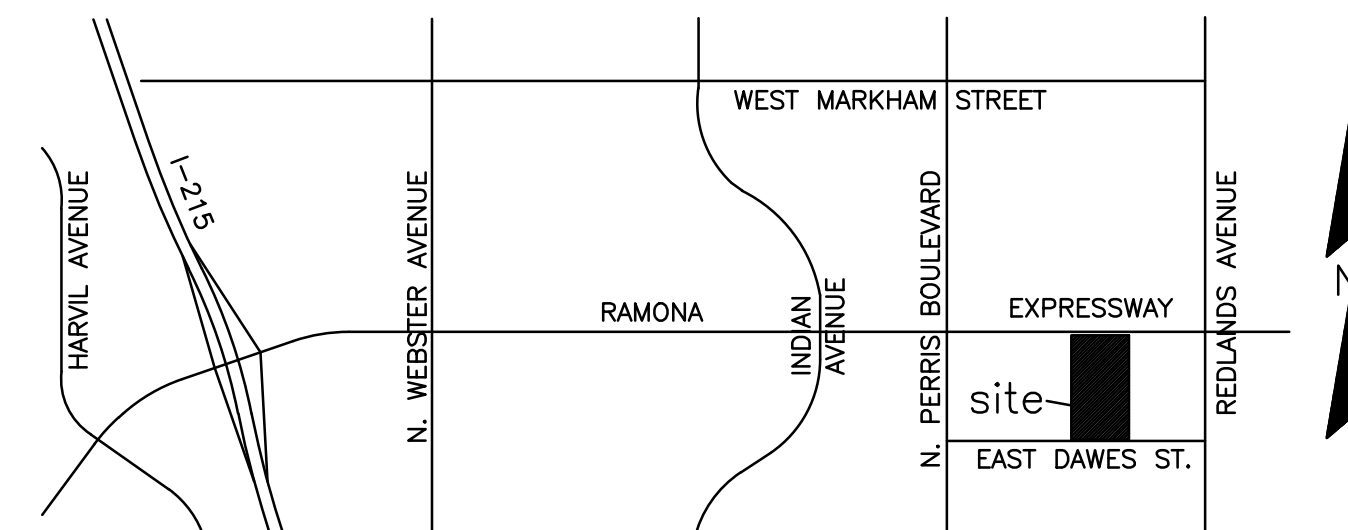 WEST MARKHAM STREET
I-215
HARVIL AVENUE
N. WEBSTER AVENUE
N. PERRIS BOULEVARD
REDLANDS AVENUE
N
RAMONA
EXPRESSWAY
INDIAN
AVENUE
site
EAST DAWES ST.